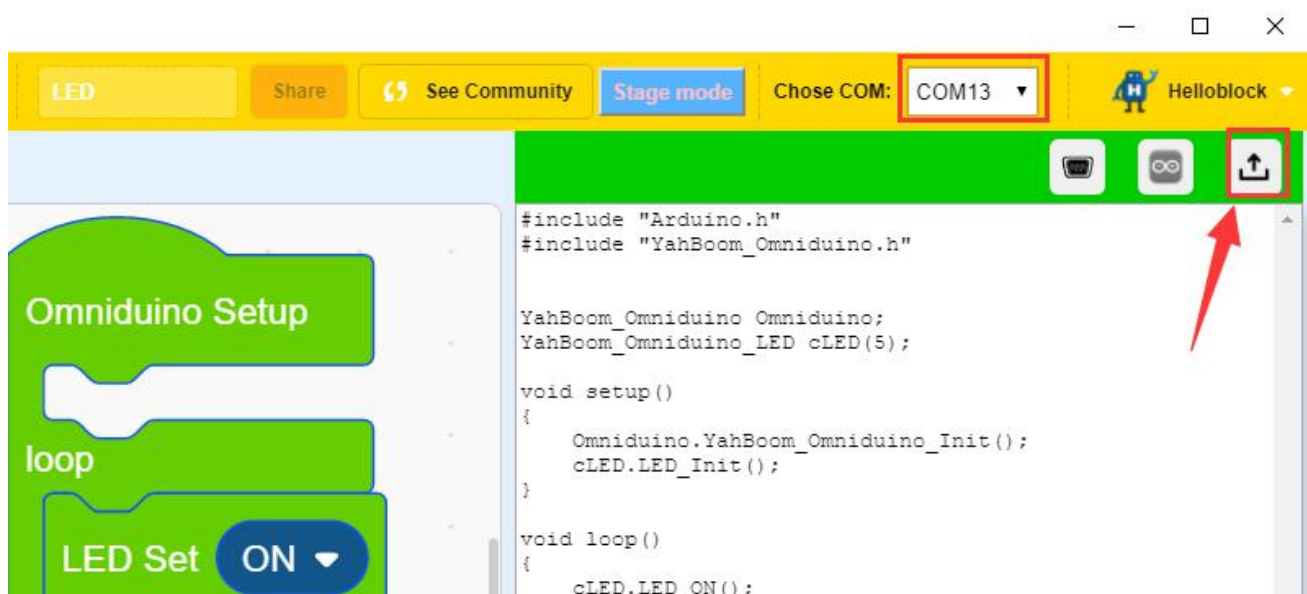 LED Share See Community Stage mode Chose COM: COM13 Helloblock
Omniduino Setup
loop
LED Set ON
#include "Arduino.h"
#include "YahBoom_Omniduino.h"
YahBoom_Omniduino Omniduino;
YahBoom_Omniduino_LED cLED(5);
void setup()
{
Omniduino.YahBoom_Omniduino_Init();
cLED.LED_Init();
}
void loop()
{
cLED.LED_ON();